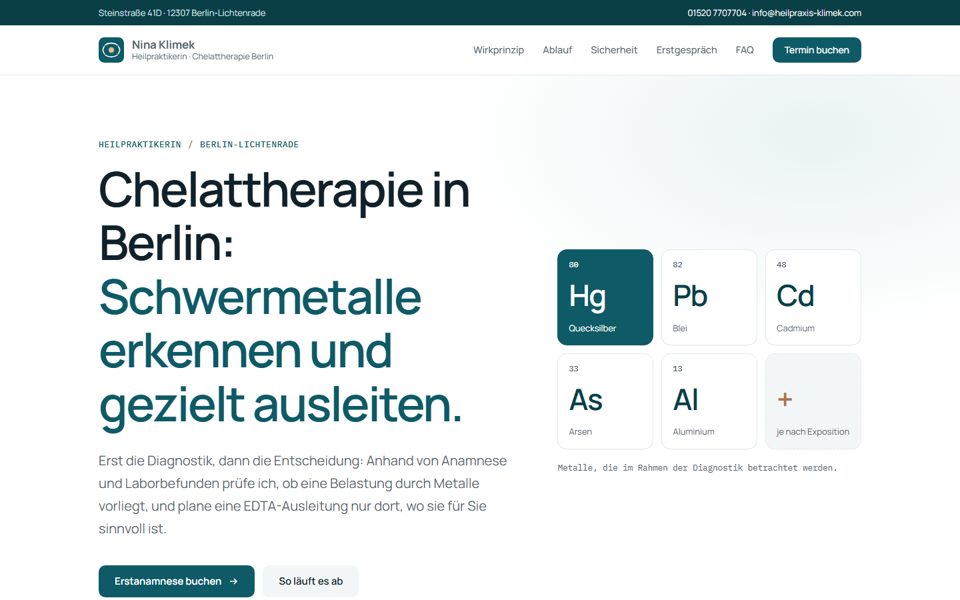 Steinstraße 41D · 12307 Berlin-Lichtenrade
01520 7707704 · info@heilpraxis-klimek.com
Nina Klimek
Heilpraktikerin · Chelattherapie Berlin
Wirkprinzip
Ablauf
Sicherheit
Erstgespräch
FAQ
Termin buchen
HEILPRAKTIKERIN / BERLIN-LICHTENRADE
Chelattherapie in
Berlin:
Schwermetalle
erkennen und
gezielt ausleiten.
Erst die Diagnostik, dann die Entscheidung: Anhand von Anamnese
und Laborbefunden prüfe ich, ob eine Belastung durch Metalle
vorliegt, und plane eine EDTA-Ausleitung nur dort, wo sie für Sie
sinnvoll ist.
Erstanamnese buchen →
So läuft es ab
80
Hg
Quecksilber
82
Pb
Blei
48
Cd
Cadmium
33
As
Arsen
13
Al
Aluminium
+
je nach Exposition
Metalle, die im Rahmen der Diagnostik betrachtet werden.